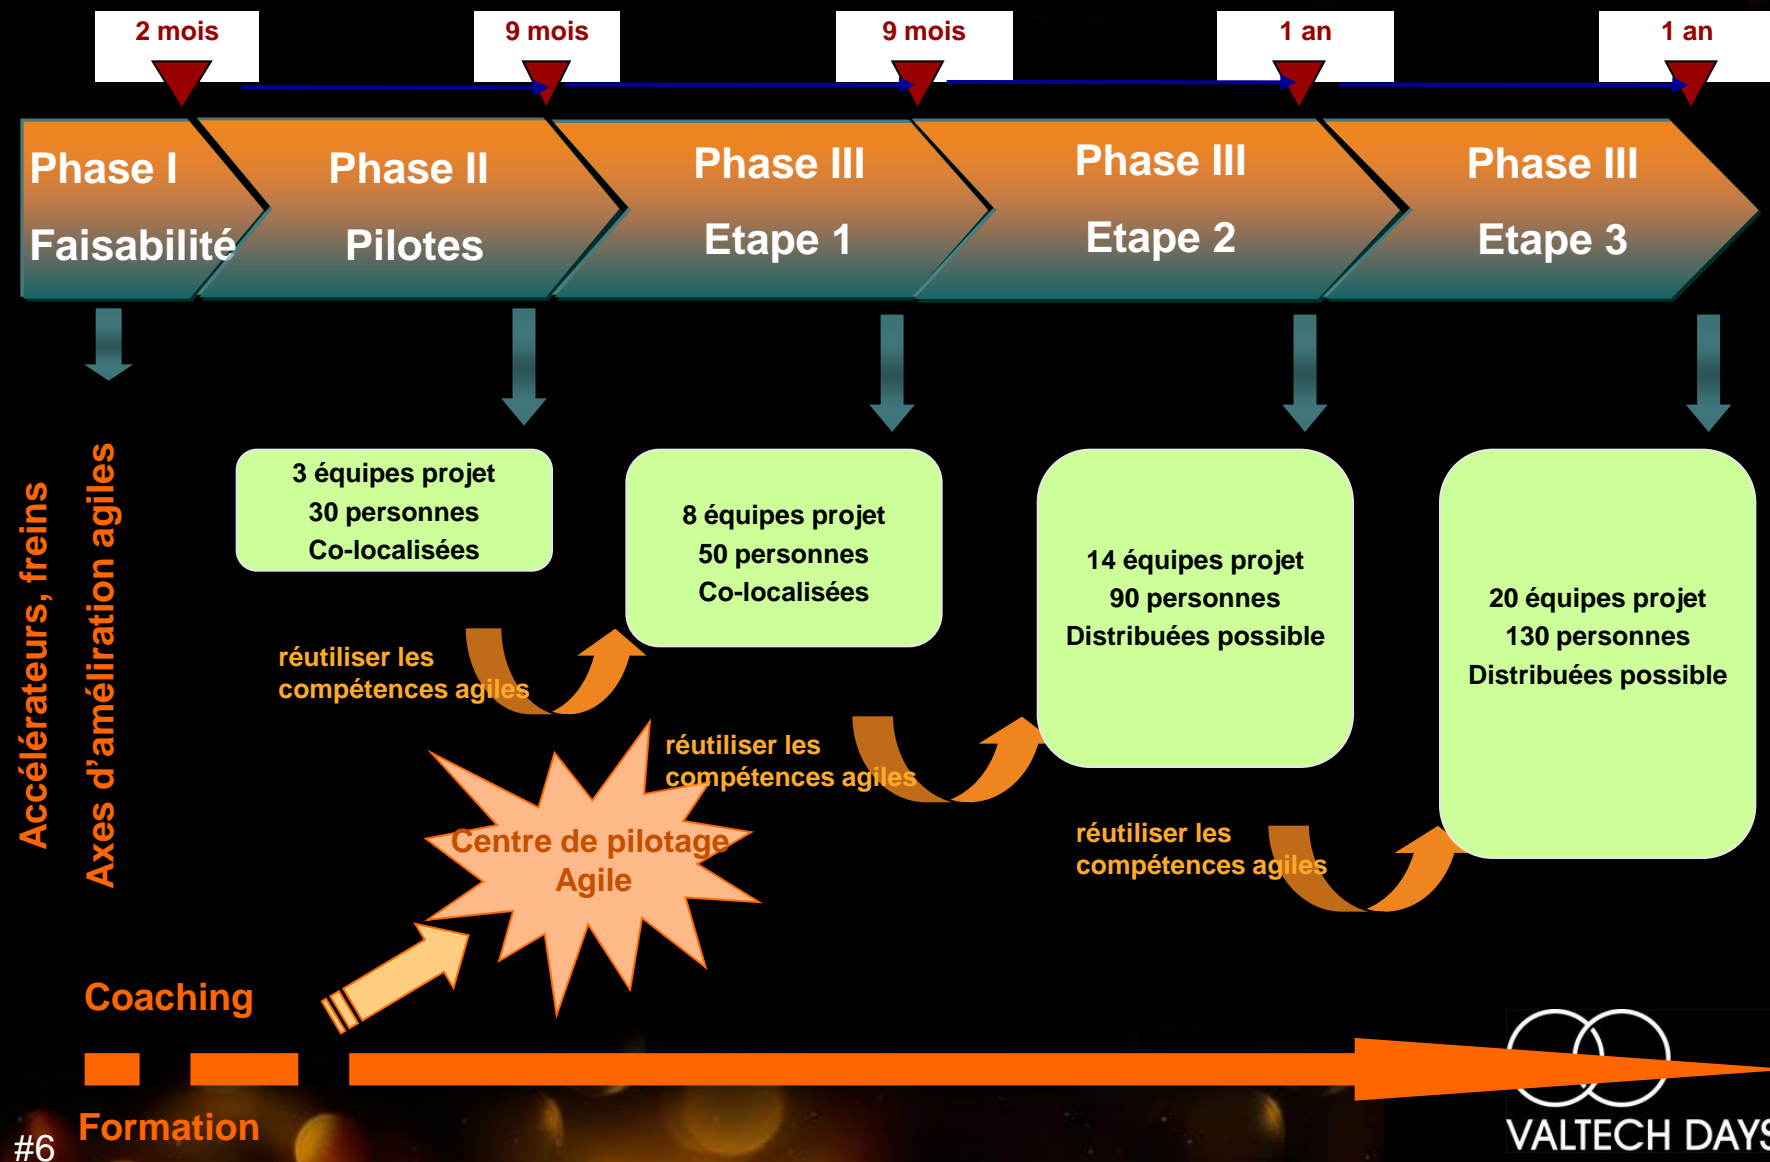 2 mois
9 mois
9 mois
1 an
1 an
Phase I
Faisabilité
Phase II
Pilotes
Phase III
Etape 1
Phase III
Etape 2
Phase III
Etape 3
Accélérateurs, freins
Axes d'améliration agiles
3 équipes projet
30 personnes
Co-localisées
8 équipes projet
50 personnes
Co-localisées
14 équipes projet
90 personnes
Distribuées possible
20 équipes projet
130 personnes
Distribuées possible
réutiliser les
compétences agiles
réutiliser les
compétences agiles
réutiliser les
compétences agiles
Centre de pilotage
Agile
Coaching
Formation
#6
VALTECH DAYS